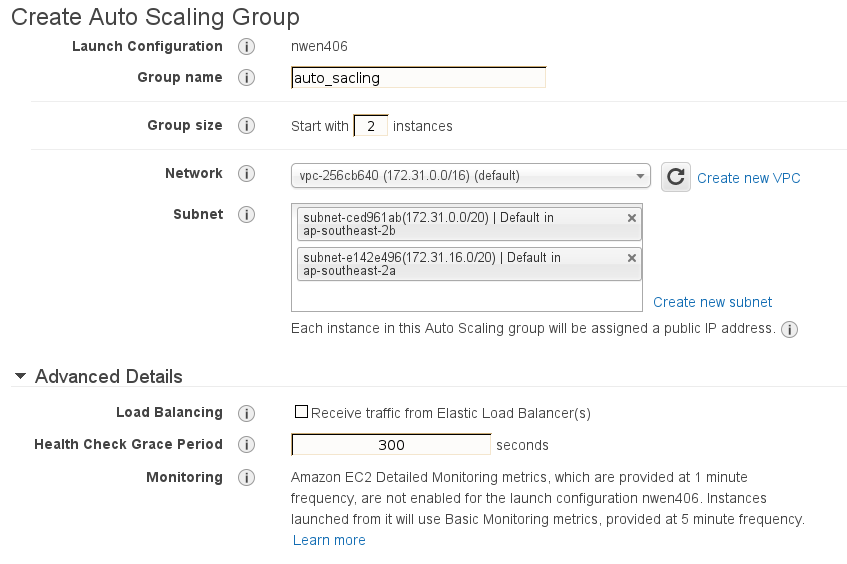 Create Auto Scaling Group
Launch Configuration i nwen406
Group name i auto_sacling
Group size i Start with 2 instances
Network i vpc-256cb640 (172.31.0.0/16) (default) Create new VPC
Subnet i subnet-ced961ab(172.31.0.0/20) | Default in ×
ap-southeast-2b
subnet-e142e496(172.31.16.0/20) | Default in ×
ap-southeast-2a
Create new subnet
Each instance in this Auto Scaling group will be assigned a public IP address. i
Advanced Details
Load Balancing i Receive traffic from Elastic Load Balancer(s)
Health Check Grace Period i 300 seconds
Monitoring i Amazon EC2 Detailed Monitoring metrics, which are provided at 1 minute
frequency, are not enabled for the launch configuration nwen406. Instances
launched from it will use Basic Monitoring metrics, provided at 5 minute frequency.
Learn more